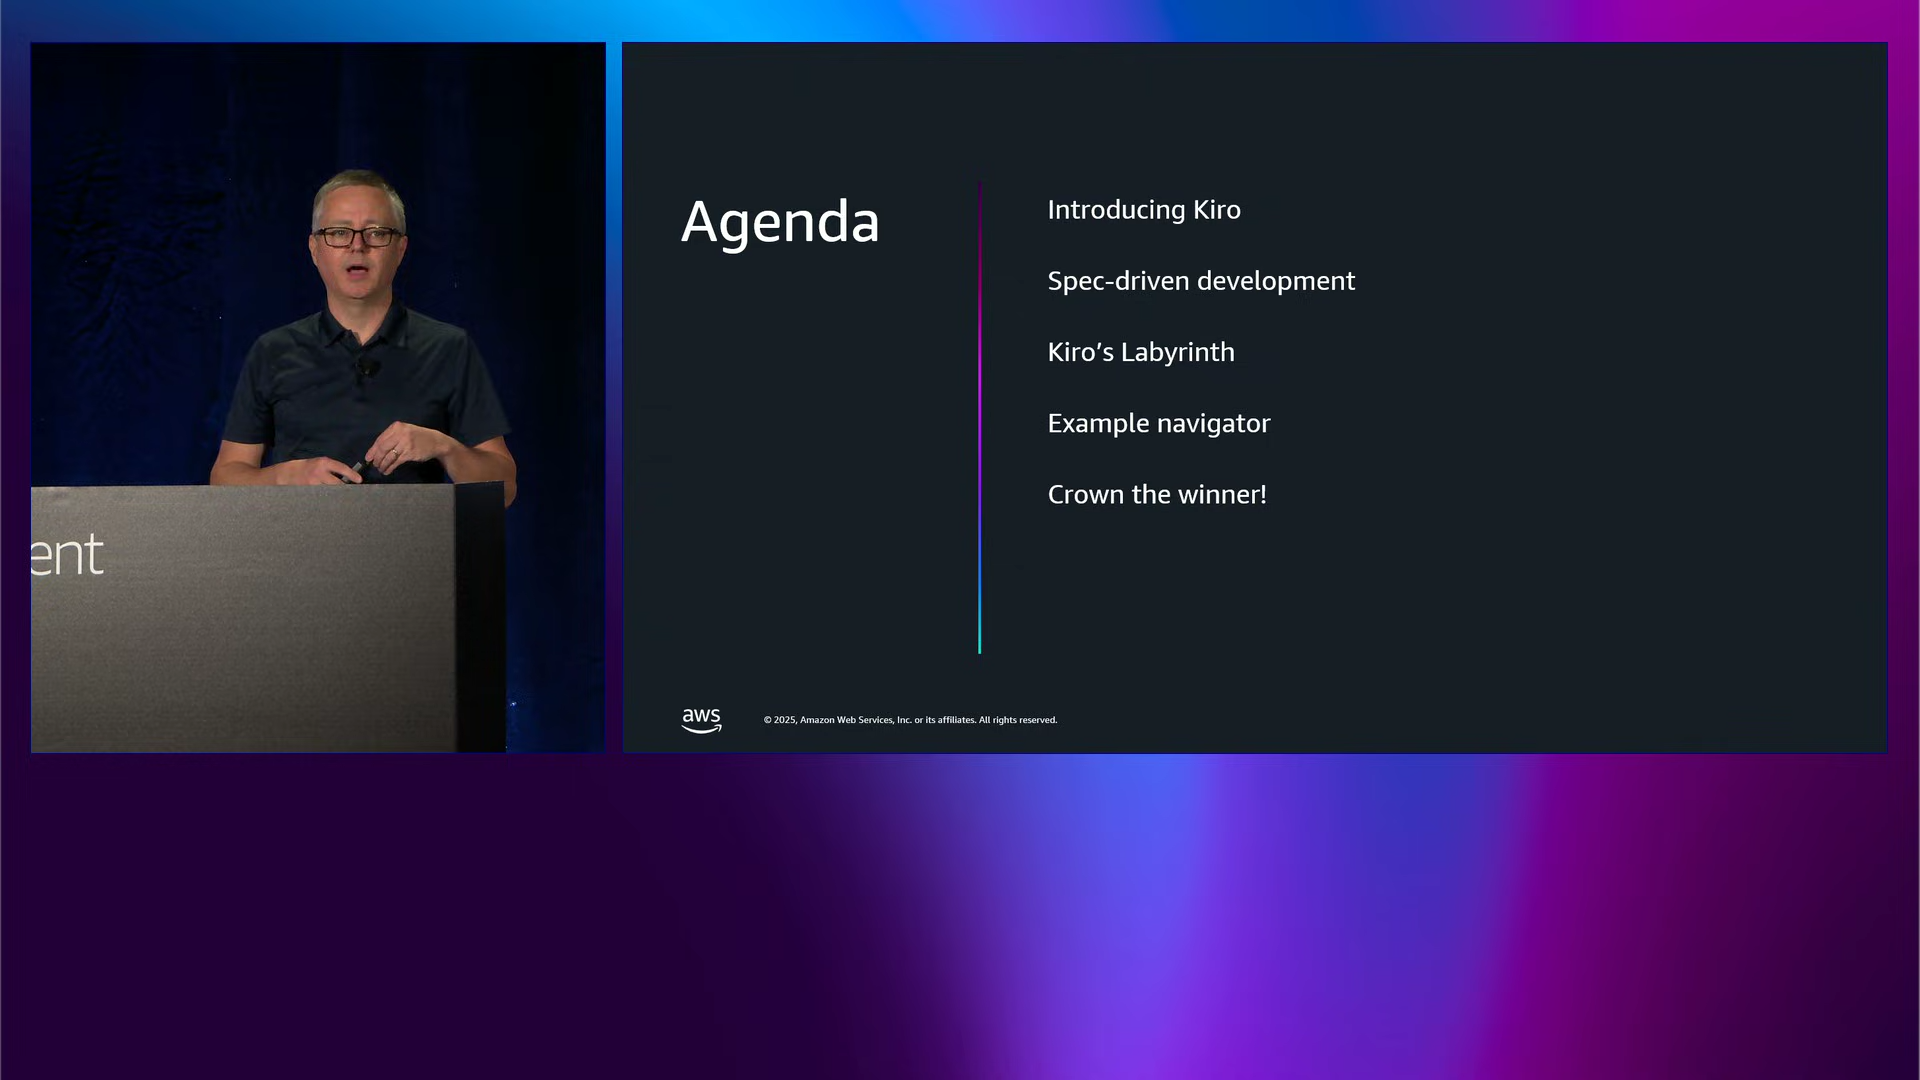 ent
Agenda
Introducing Kiro
Spec-driven development
Kiro’s Labyrinth
Example navigator
Crown the winner!
aws
© 2025, Amazon Web Services, Inc. or its affiliates. All rights reserved.